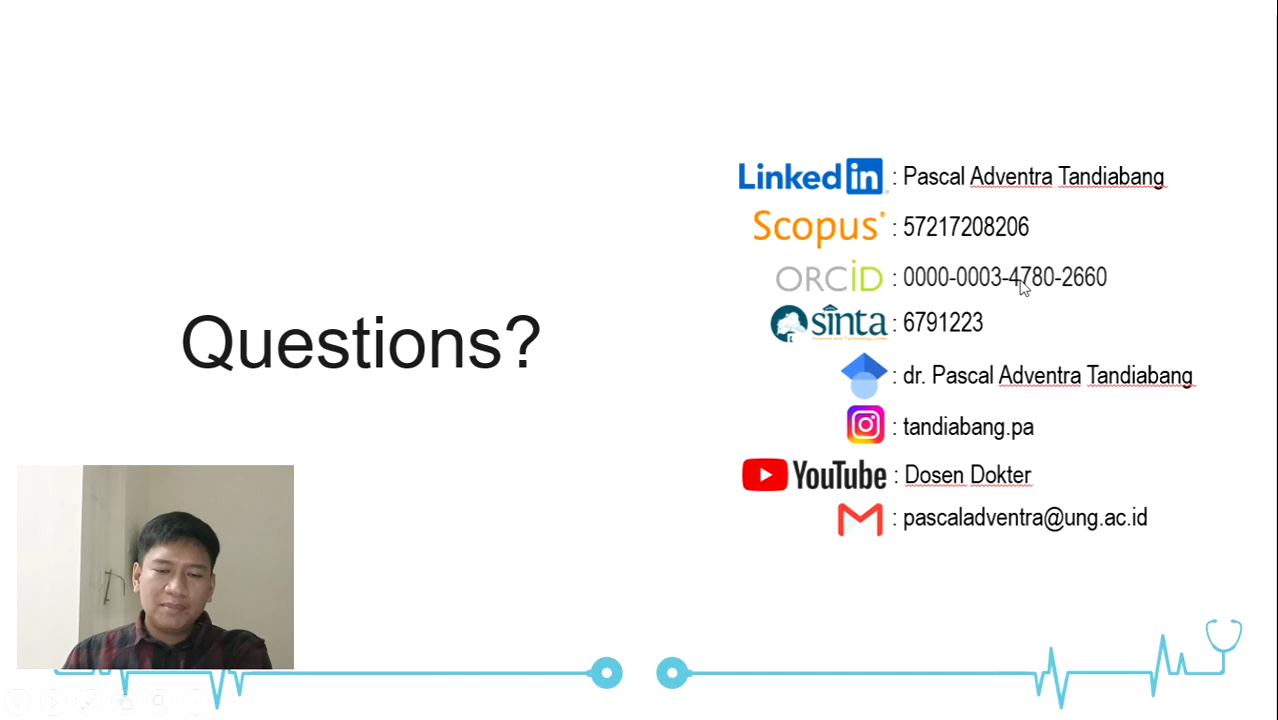 Questions?
LinkedIn : Pascal Adventra Tandiabang
Scopus : 57217208206
ORCiD : 0000-0003-4780-2660
sinta : 6791223
: dr. Pascal Adventra Tandiabang
: tandiabang.pa
YouTube : Dosen Dokter
: pascaladventra@ung.ac.id